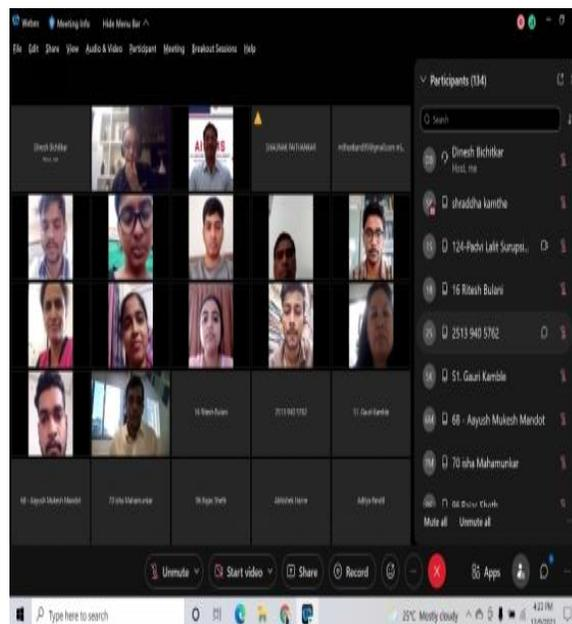 Webex Meeting Info Hide Menu Bar
File Edit Share View Audio & Video Participant Meeting Breakout Sessions Help
Participants (134)
Search
Dinesh Bichitkar
Host, me
SHAUNAK PAITHANKAR
Dinesh Bichitkar
Host, me
shraddha kamthe
124-Padvi Lalit Surupsi...
16 Ritesh Bulani
2513 940 5762
51. Gauri Kamble
68 - Aayush Mukesh Mandot
70 isha Mahamunkar
16 Ritesh Bulani
2513 940 5762
51. Gauri Kamble
68 - Aayush Mukesh Mandot
70 isha Mahamunkar
Mute all Unmute all
Unmute Start video Share Record Apps
Type here to search
25°C Mostly cloudy
4:23 PM